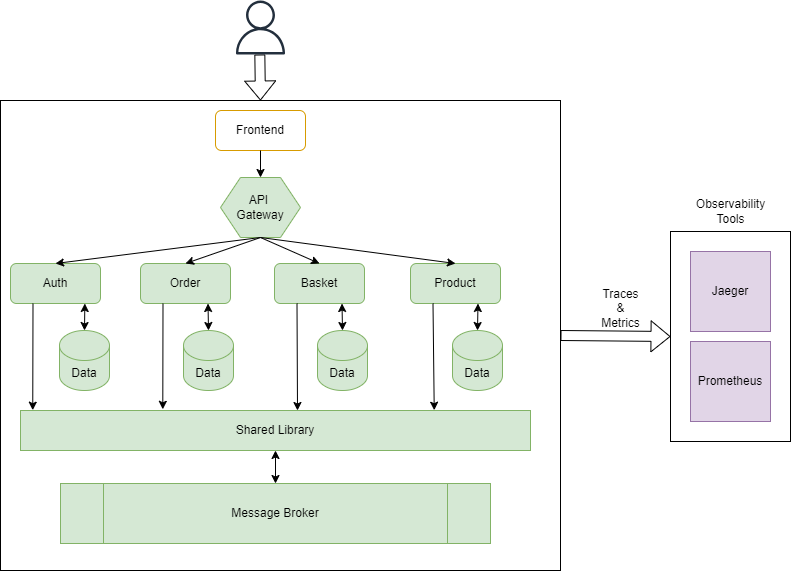 Frontend
API
Gateway
Auth
Order
Basket
Product
Data
Data
Data
Data
Shared Library
Message Broker
Traces
&
Metrics
Observability
Tools
Jaeger
Prometheus